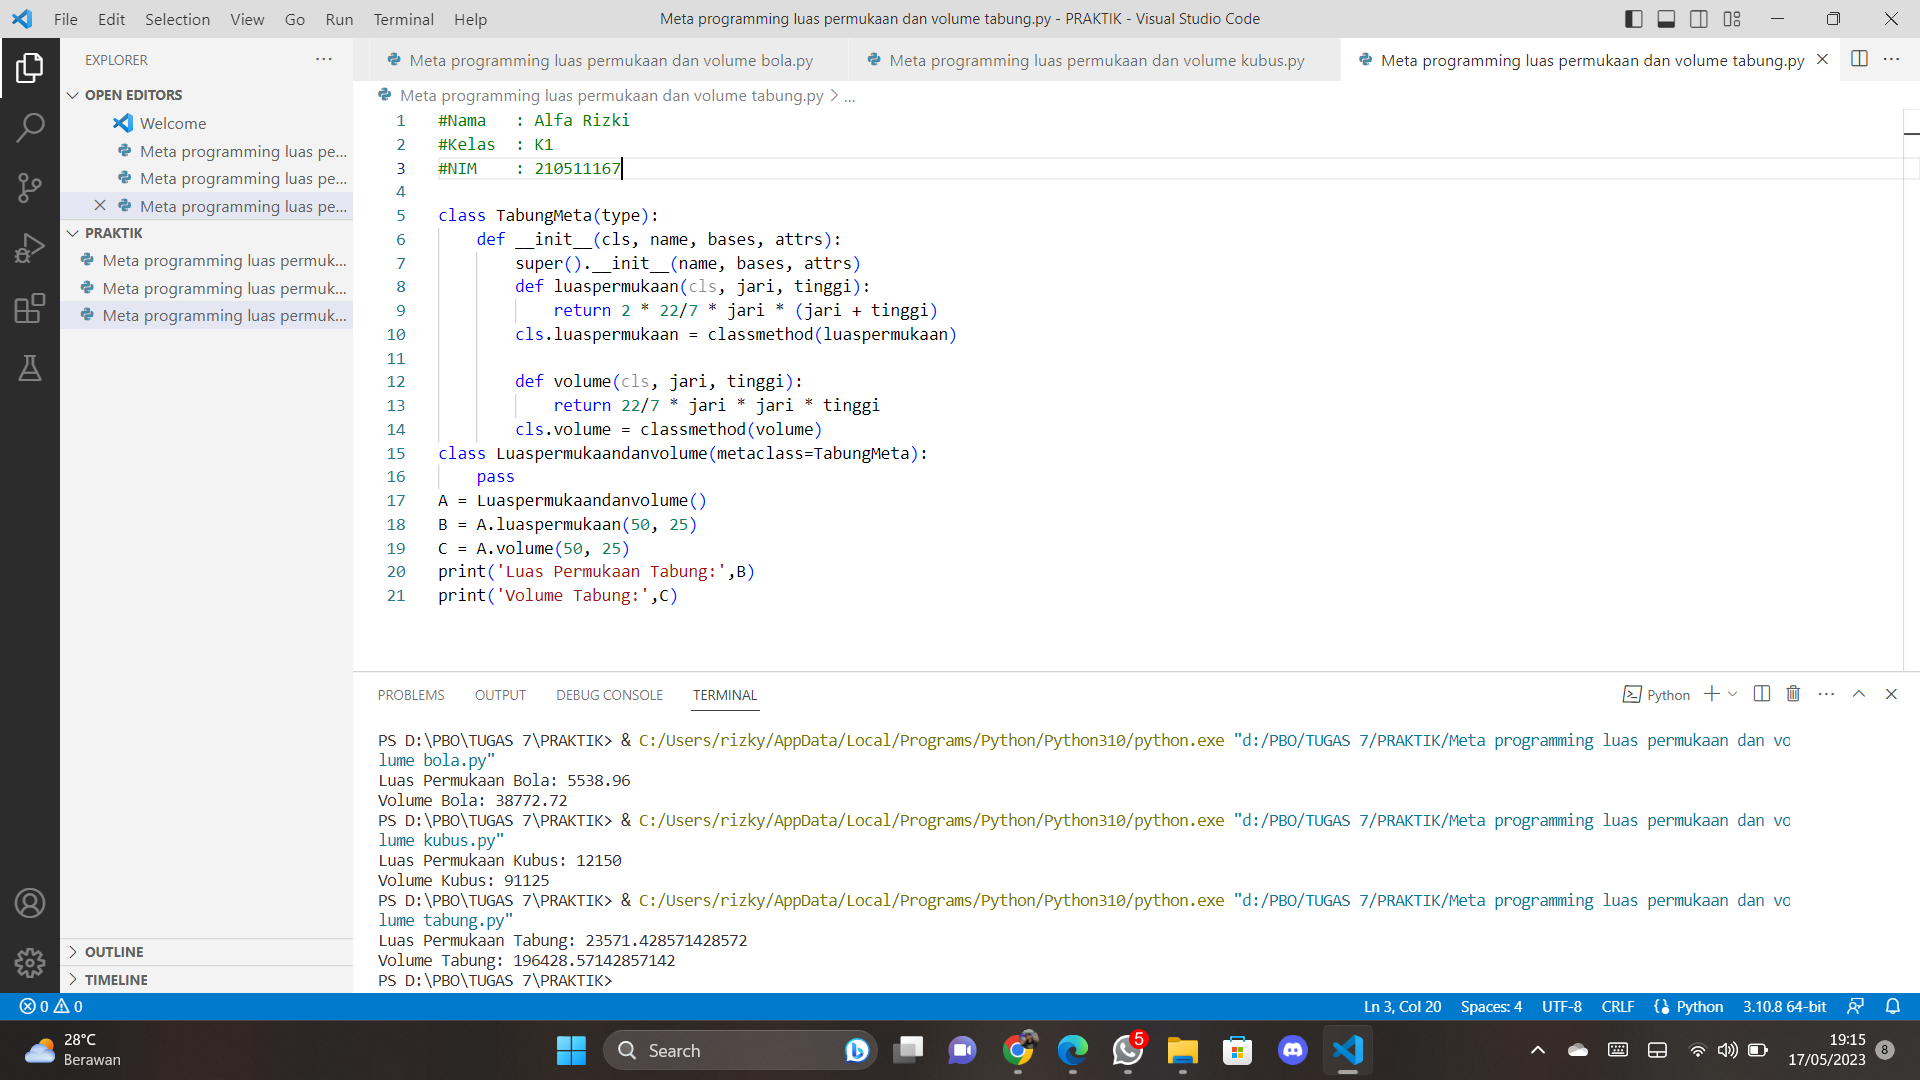 File Edit Selection View Go Run Terminal Help
Meta programming luas permukaan dan volume tabung.py - PRAKTIK - Visual Studio Code
EXPLORER
Meta programming luas permukaan dan volume bola.py
Meta programming luas permukaan dan volume kubus.py
Meta programming luas permukaan dan volume tabung.py
OPEN EDITORS
Welcome
Meta programming luas pe...
Meta programming luas pe...
Meta programming luas pe...
PRAKTIK
Meta programming luas permuk...
Meta programming luas permuk...
Meta programming luas permuk...
OUTLINE
TIMELINE
Meta programming luas permukaan dan volume tabung.py > ...
1 #Nama   : Alfa Rizki
2 #Kelas  : K1
3 #NIM    : 210511167
4
5 class TabungMeta(type):
6     def __init__(cls, name, bases, attrs):
7         super().__init__(name, bases, attrs)
8         def luaspermukaan(cls, jari, tinggi):
9             return 2 * 22/7 * jari * (jari + tinggi)
10         cls.luaspermukaan = classmethod(luaspermukaan)
11
12         def volume(cls, jari, tinggi):
13             return 22/7 * jari * jari * tinggi
14         cls.volume = classmethod(volume)
15 class Luaspermukaandanvolume(metaclass=TabungMeta):
16     pass
17 A = Luaspermukaandanvolume()
18 B = A.luaspermukaan(50, 25)
19 C = A.volume(50, 25)
20 print('Luas Permukaan Tabung:',B)
21 print('Volume Tabung:',C)
PROBLEMS OUTPUT DEBUG CONSOLE TERMINAL
Python
PS D:\PBO\TUGAS 7\PRAKTIK> & C:/Users/rizky/AppData/Local/Programs/Python/Python310/python.exe "d:/PBO/TUGAS 7/PRAKTIK/Meta programming luas permukaan dan vo
lume bola.py"
Luas Permukaan Bola: 5538.96
Volume Bola: 38772.72
PS D:\PBO\TUGAS 7\PRAKTIK> & C:/Users/rizky/AppData/Local/Programs/Python/Python310/python.exe "d:/PBO/TUGAS 7/PRAKTIK/Meta programming luas permukaan dan vo
lume kubus.py"
Luas Permukaan Kubus: 12150
Volume Kubus: 91125
PS D:\PBO\TUGAS 7\PRAKTIK> & C:/Users/rizky/AppData/Local/Programs/Python/Python310/python.exe "d:/PBO/TUGAS 7/PRAKTIK/Meta programming luas permukaan dan vo
lume tabung.py"
Luas Permukaan Tabung: 23571.428571428572
Volume Tabung: 196428.57142857142
PS D:\PBO\TUGAS 7\PRAKTIK>
0 0
Ln 3, Col 20 Spaces: 4 UTF-8 CRLF Python 3.10.8 64-bit
28°C
Berawan
Search
5
19:15
17/05/2023
8